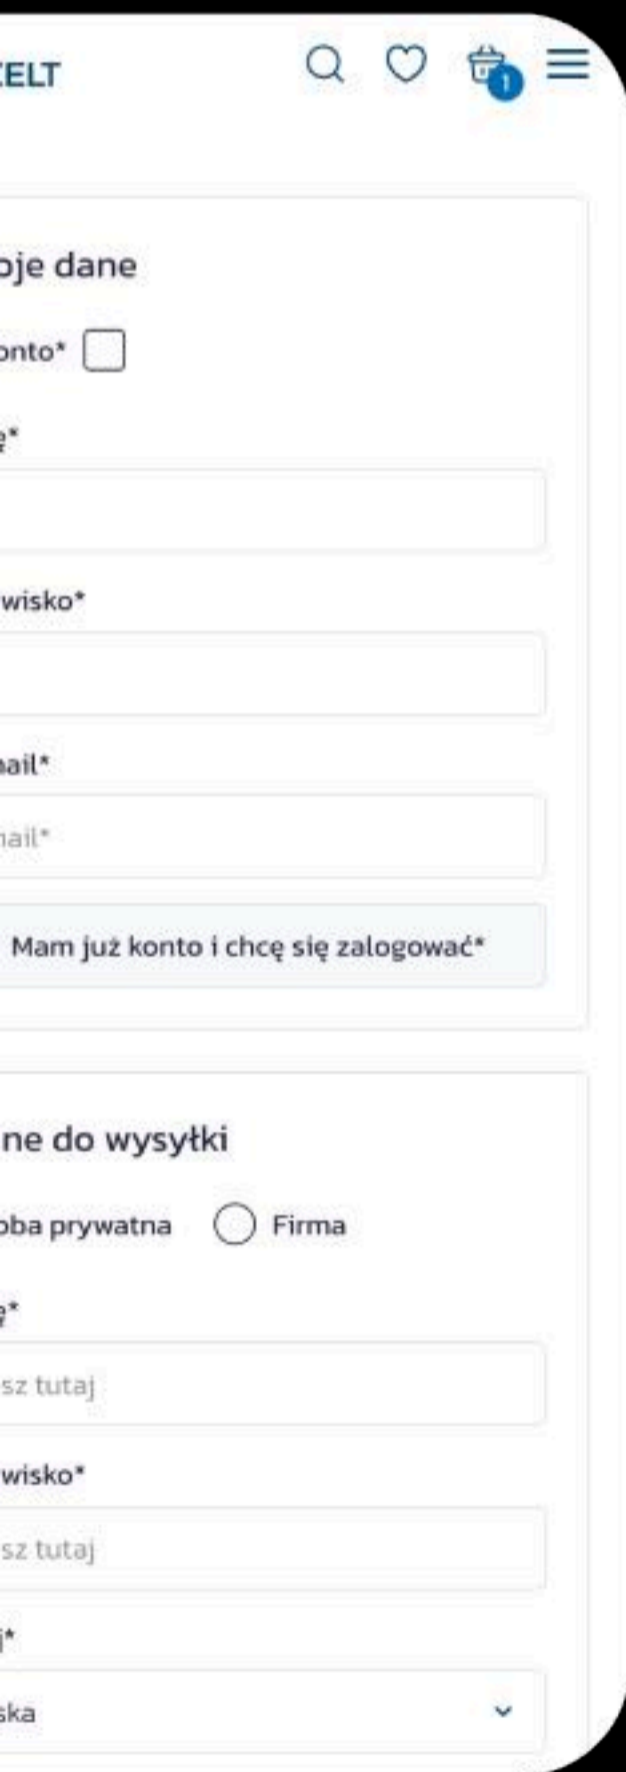 ELT
1
oje dane
onto*
ę*
wisko*
ail*
ail*
Mam już konto i chcę się zalogować*
ne do wysyłki
oba prywatna Firma
ę*
sz tutaj
wisko*
sz tutaj
j*
ska